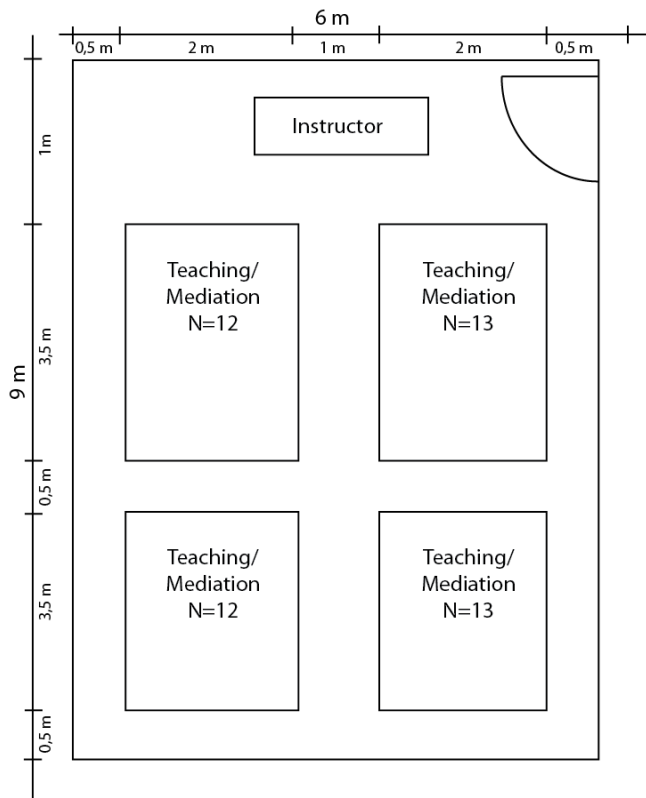 6 m
0,5 m
2 m
1 m
2 m
0,5 m
Instructor
1m
Teaching/
Mediation
N=12
Teaching/
Mediation
N=13
3,5 m
9 m
0,5 m
Teaching/
Mediation
N=12
Teaching/
Mediation
N=13
3,5 m
0,5 m